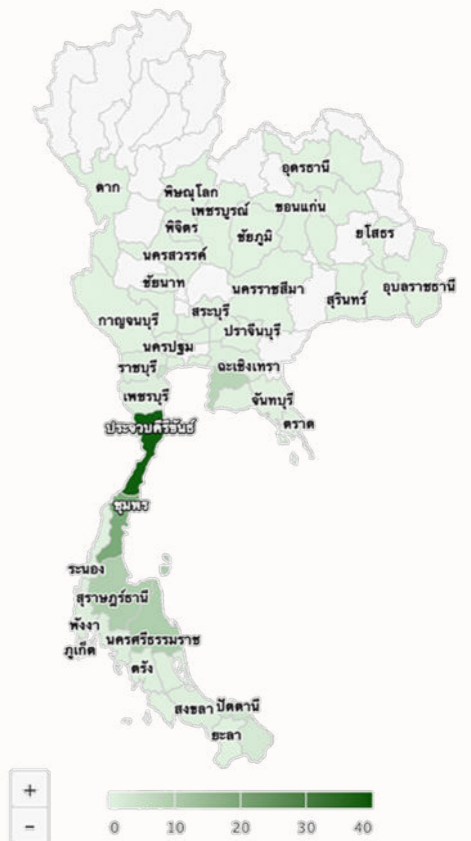 อุดรธานี
ตาก
พิษณุโลก
เพชรบูรณ์
ขอนแก่น
พิจิตร
ชัยภูมิ
ยโสธร
นครสวรรค์
ชัยนาท
นครราชสีมา
สุรินทร์
อุบลราชธานี
สระบุรี
กาญจนบุรี
ปราจีนบุรี
นครปฐม
ราชบุรี
ฉะเชิงเทรา
เพชรบุรี
จันทบุรี
ตราด
ประจวบคีรีขันธ์
ชุมพร
ระนอง
สุราษฎร์ธานี
พังงา
นครศรีธรรมราช
ภูเก็ต
ตรัง
สงขลา ปัตตานี
ยะลา
+
-
0 10 20 30 40